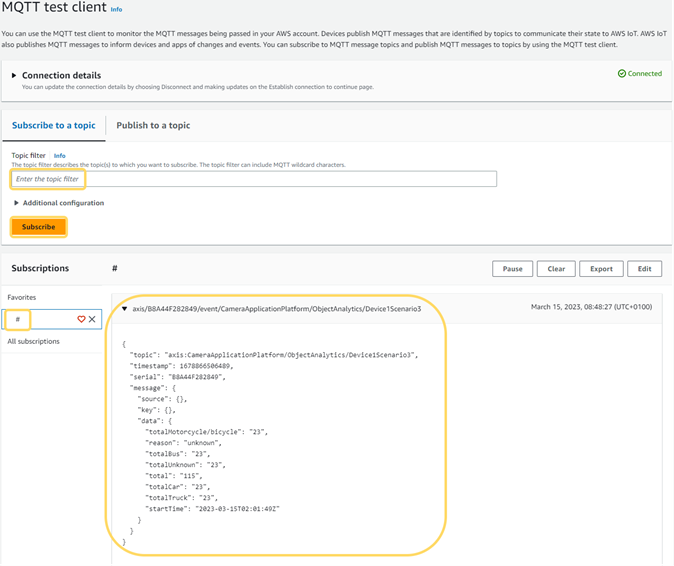 MQTT test client Info
You can use the MQTT test client to monitor the MQTT messages being passed in your AWS account. Devices publish MQTT messages that are identified by topics to communicate their state to AWS IoT. AWS IoT
also publishes MQTT messages to inform devices and apps of changes and events. You can subscribe to MQTT message topics and publish MQTT messages to topics by using the MQTT test client.
Connection details
Connected
You can update the connection details by choosing Disconnect and making updates on the Establish connection to continue page.
Subscribe to a topic Publish to a topic
Topic filter Info
The topic filter describes the topic(s) to which you want to subscribe. The topic filter can include MQTT wildcard characters.
Enter the topic filter
Additional configuration
Subscribe
Subscriptions # Pause Clear Export Edit
Favorites
#
All subscriptions
axis/B8A44F282849/event/CameraApplicationPlatform/ObjectAnalytics/Device1Scenario3 March 15, 2023, 08:48:27 (UTC+0100)
{
"topic": "axis:CameraApplicationPlatform/ObjectAnalytics/Device1Scenario3",
"timestamp": 1678866506489,
"serial": "B8A44F282849",
"message": {
"source": {},
"key": {},
"data": {
"totalMotorcycle/bicycle": "23",
"reason": "unknown",
"totalBus": "23",
"totalUnknown": "23",
"total": "115",
"totalCar": "23",
"totalTruck": "23",
"startTime": "2023-03-15T02:01:49Z"
}
}
}